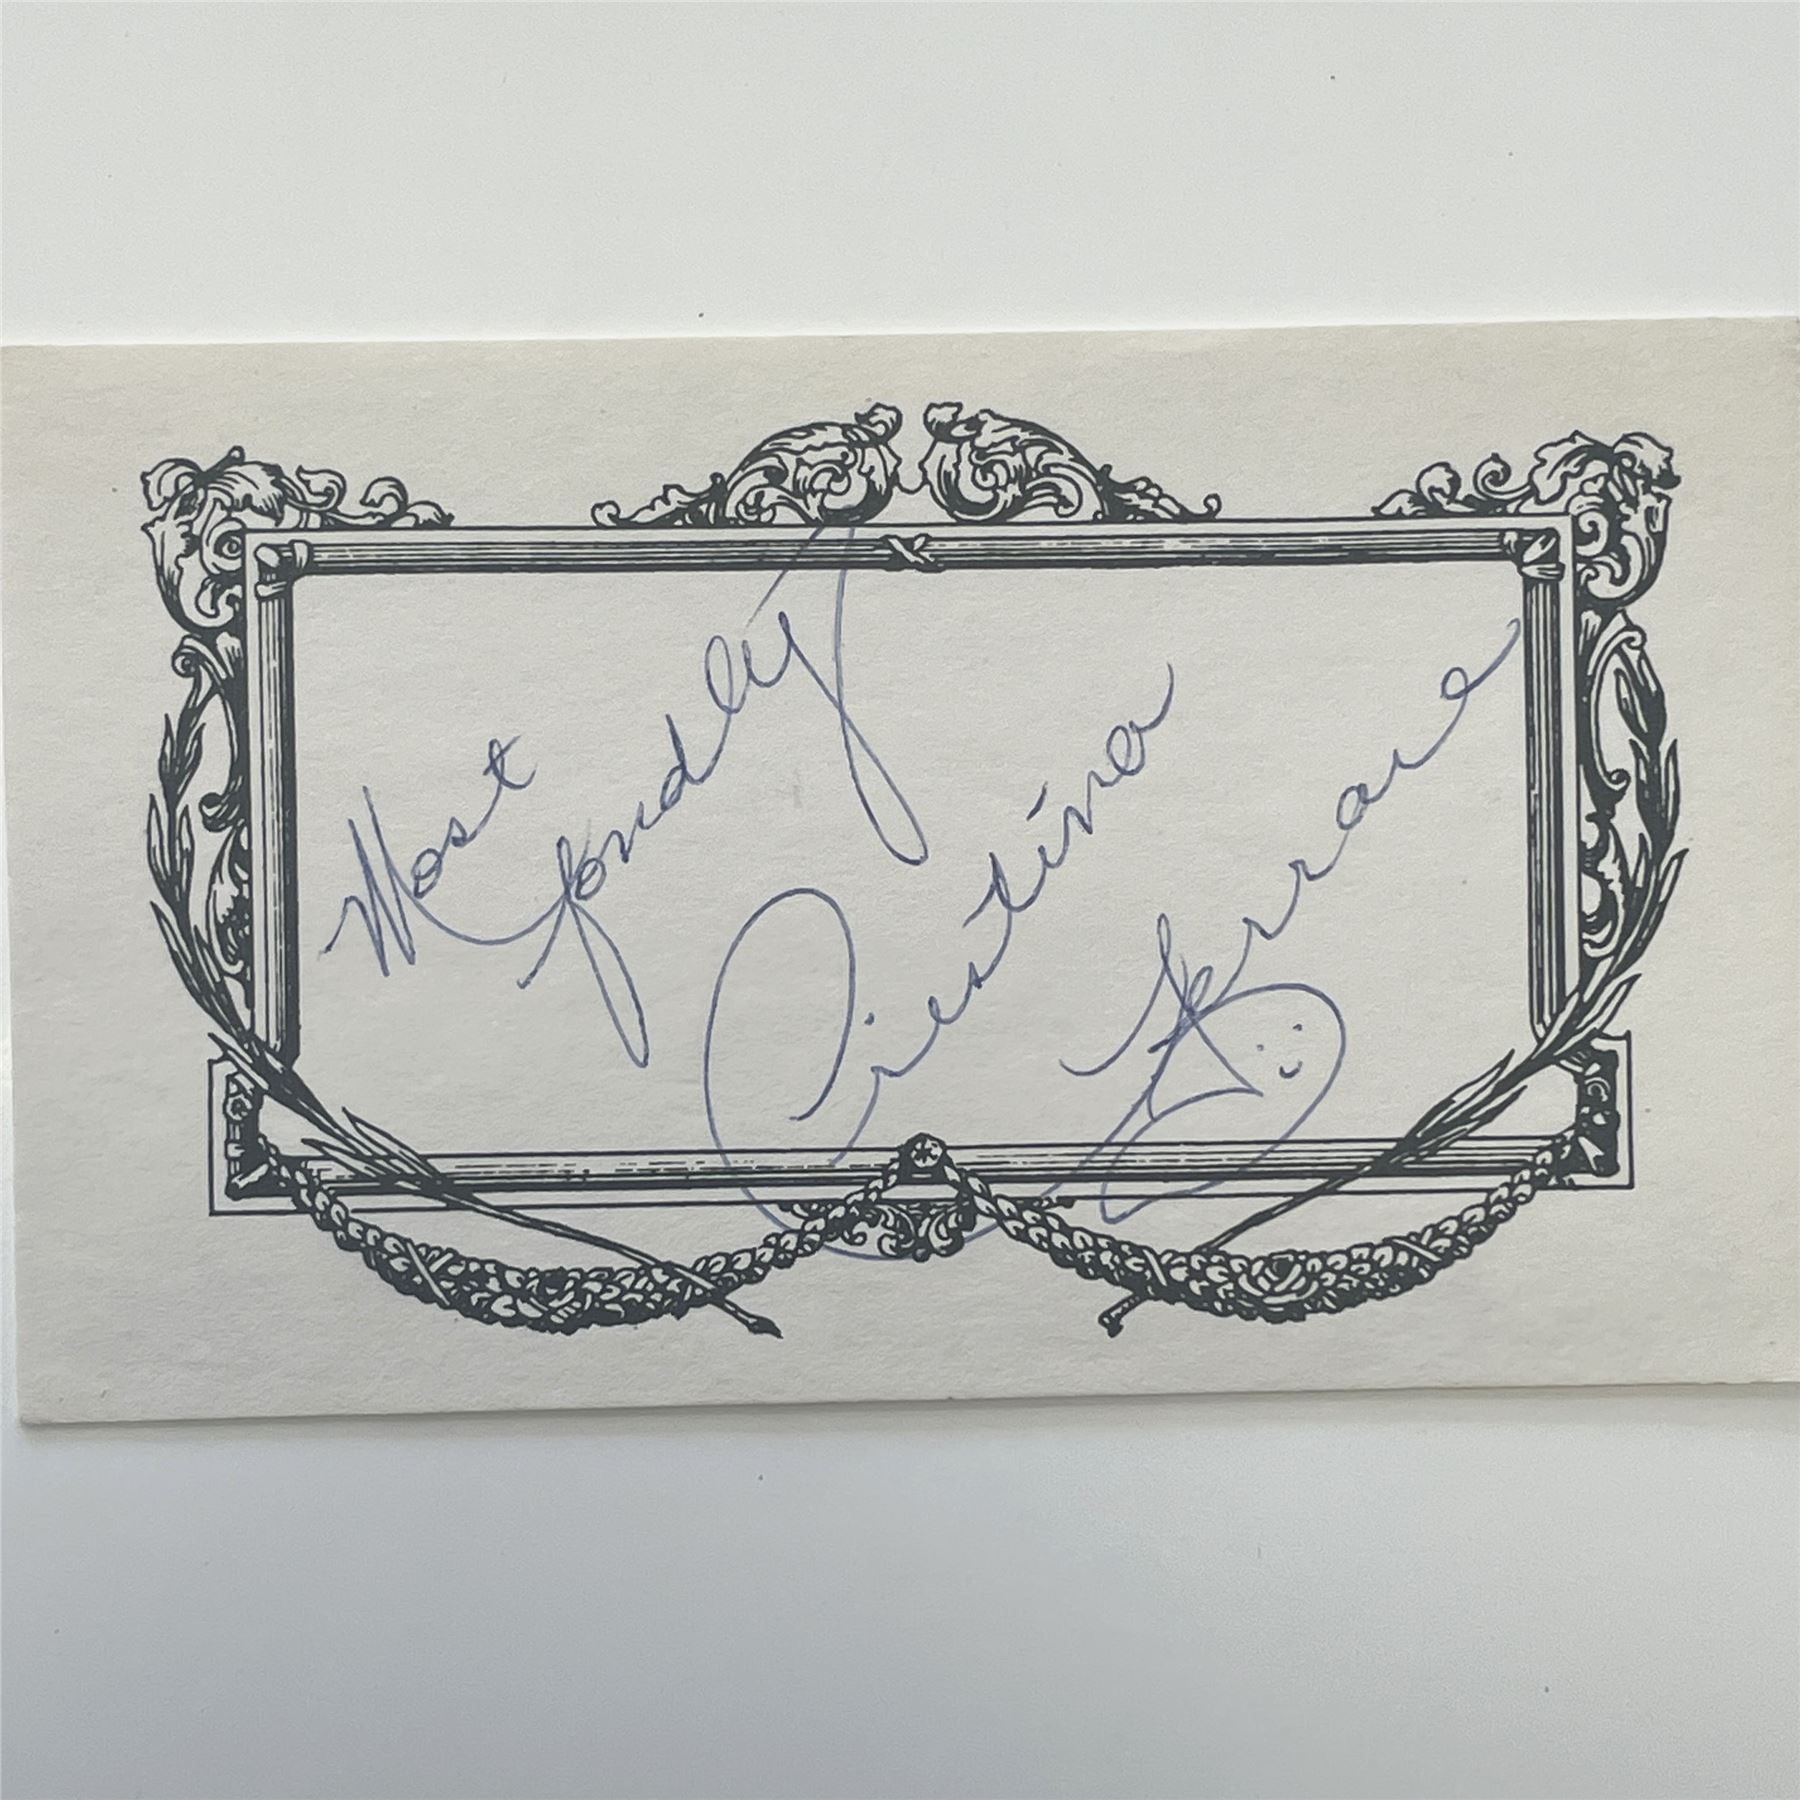 Most
fondly
Cristina
Ferrare